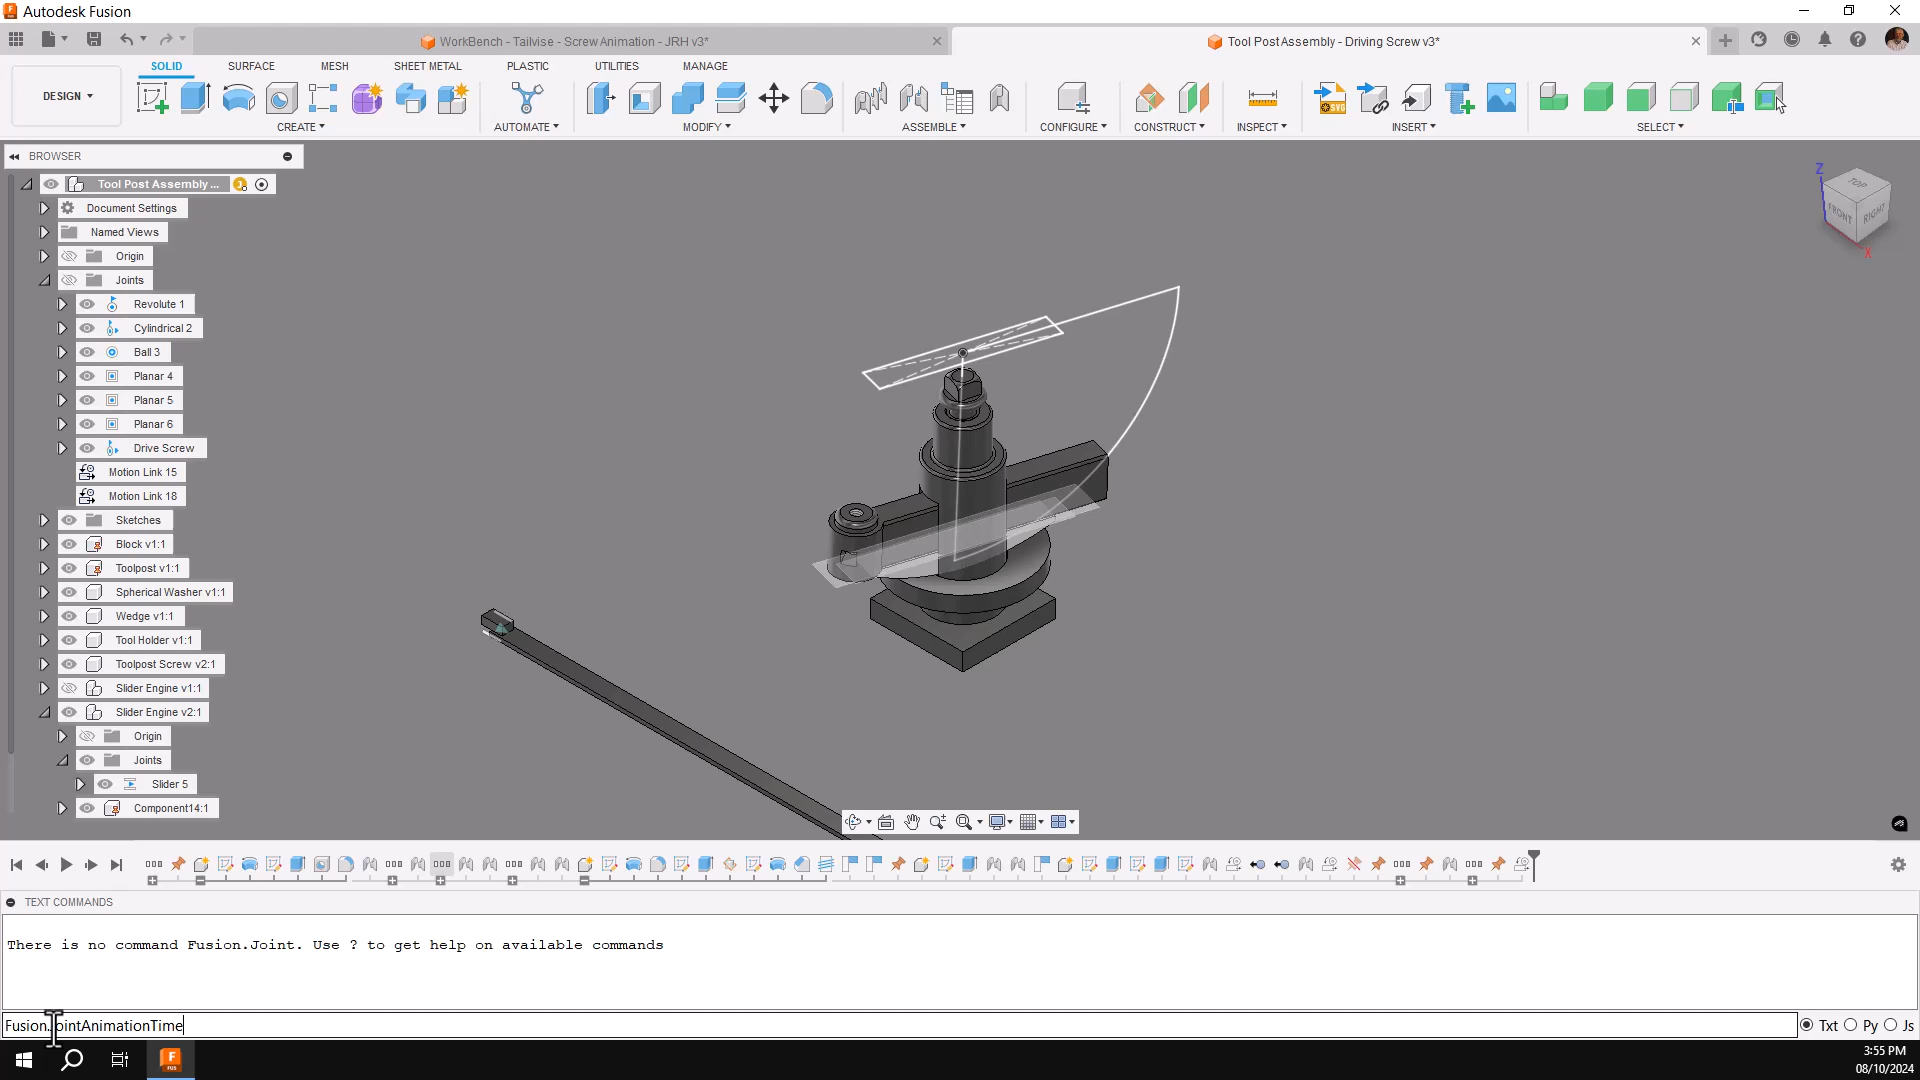 Autodesk Fusion
WorkBench - Tailvise - Screw Animation - JRH v3*
Tool Post Assembly - Driving Screw v3*
SOLID
SURFACE
MESH
SHEET METAL
PLASTIC
UTILITIES
MANAGE
DESIGN
CREATE
AUTOMATE
MODIFY
ASSEMBLE
CONFIGURE
CONSTRUCT
INSPECT
INSERT
SELECT
SVG
BROWSER
Tool Post Assembly ...
Document Settings
Named Views
Origin
Joints
Revolute 1
Cylindrical 2
Ball 3
Planar 4
Planar 5
Planar 6
Drive Screw
Motion Link 15
Motion Link 18
Sketches
Block v1:1
Toolpost v1:1
Spherical Washer v1:1
Wedge v1:1
Tool Holder v1:1
Toolpost Screw v2:1
Slider Engine v1:1
Slider Engine v2:1
Origin
Joints
Slider 5
Component14:1
Z
TOP
FRONT
RIGHT
X
TEXT COMMANDS
There is no command Fusion.Joint. Use ? to get help on available commands
Fusion.JointAnimationTime
Txt
Py
Js
3:55 PM
08/10/2024